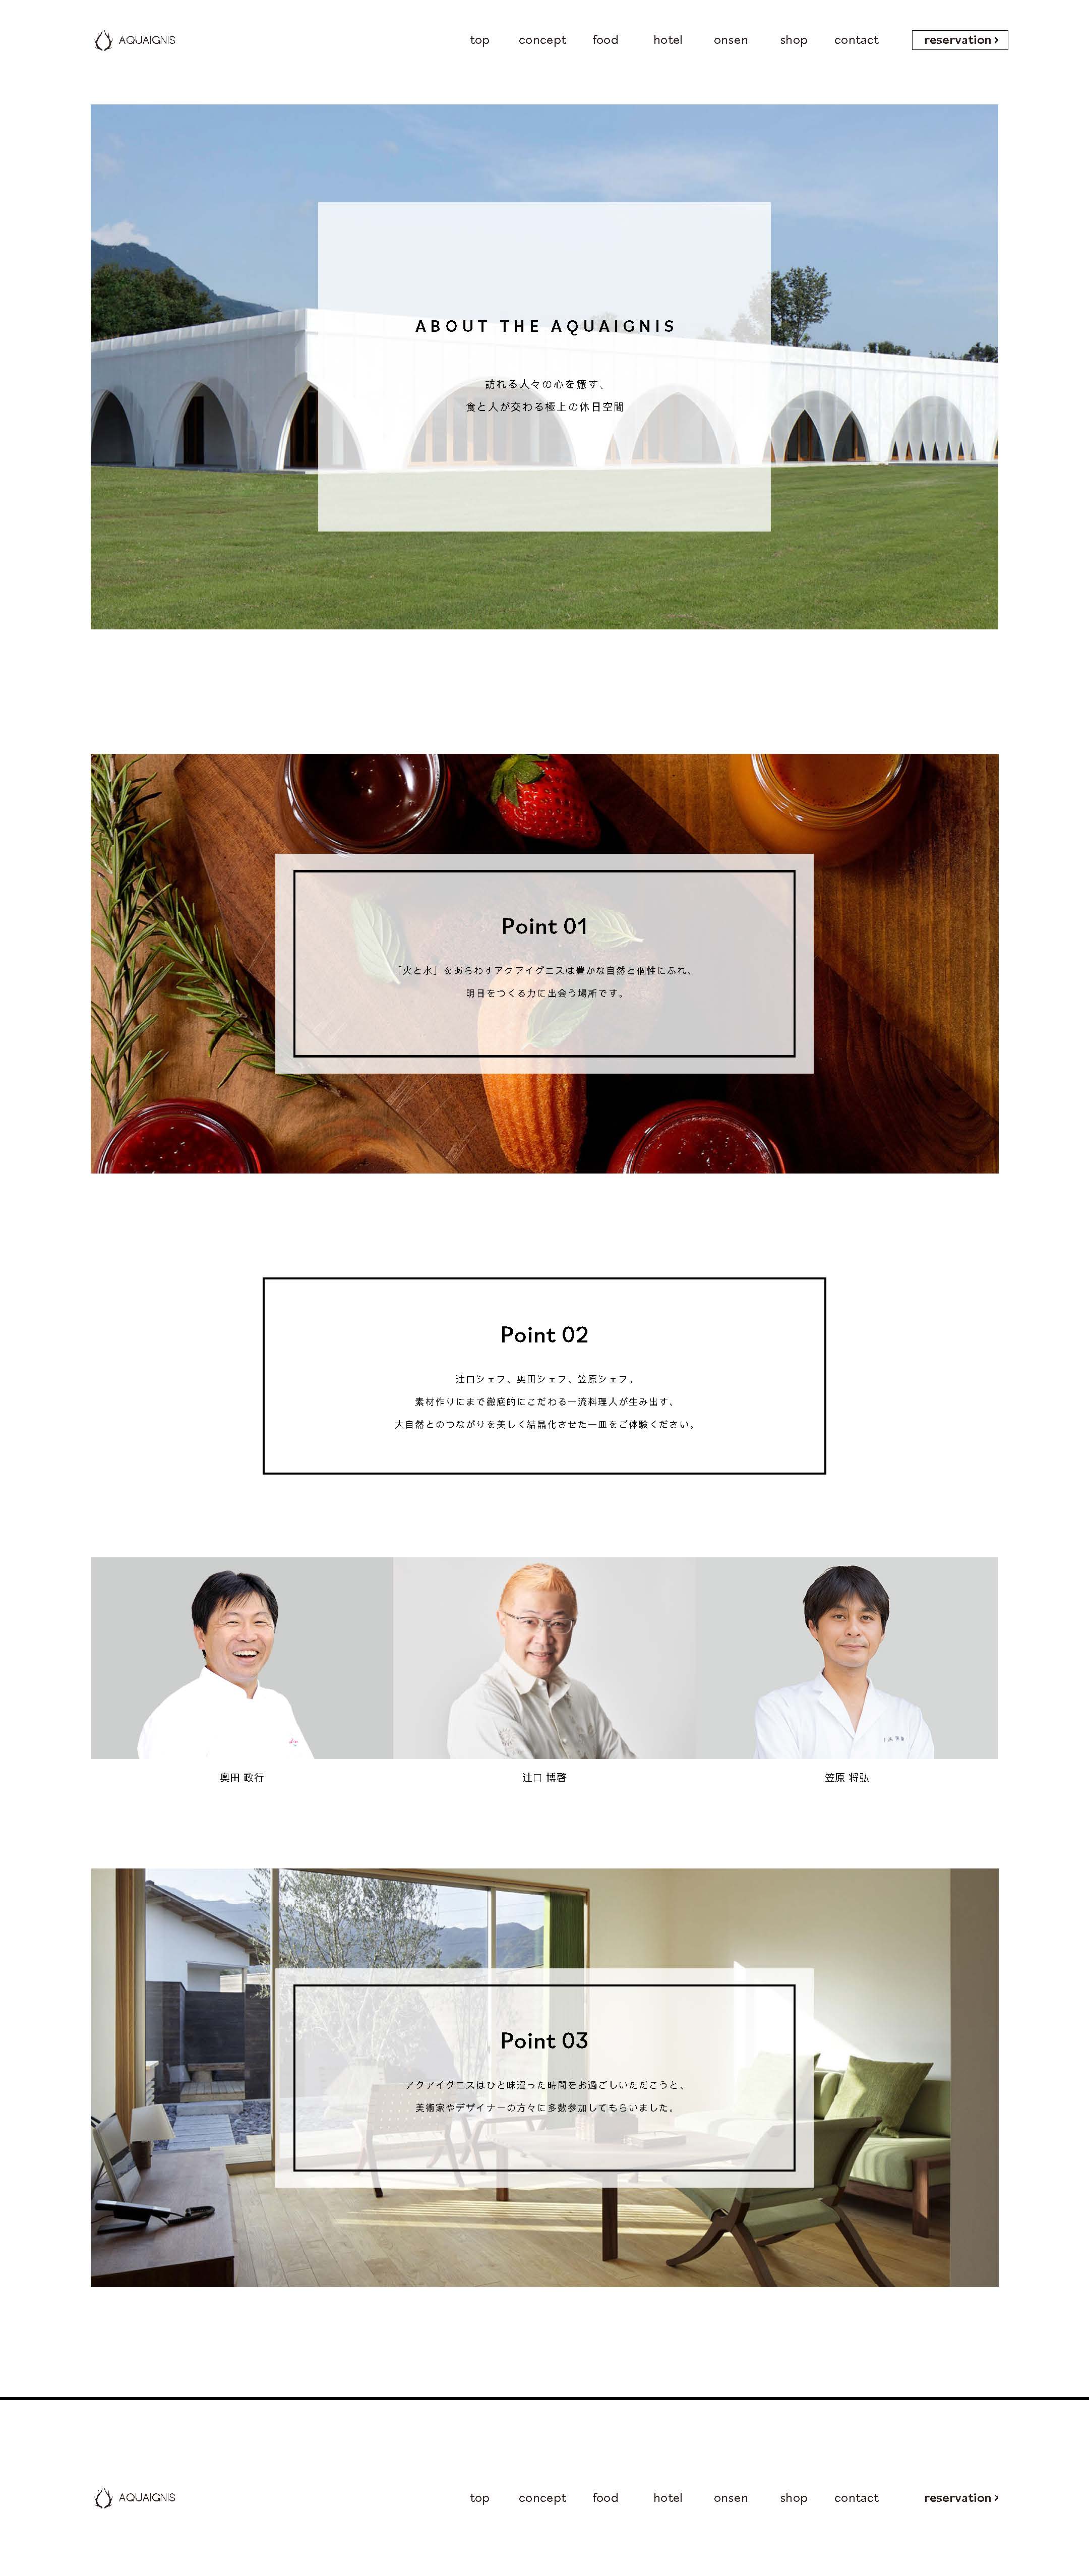 AQUAIGNIS
top concept food hotel onsen shop contact reservation >
ABOUT THE AQUAIGNIS
訪れる人々の心を癒す、
食と人が交わる極上の休日空間
Point 01
「火と水」をあらわすアクアイグニスは豊かな自然と個性にふれ、
明日をつくる力に出会う場所です。
Point 02
辻口シェフ、奥田シェフ、笠原シェフ。
素材作りにまで徹底的にこだわる一流料理人が生み出す、
大自然とのつながりを美しく結晶化させた一皿をご体験ください。
奥田 政行
辻口 博啓
笠原 将弘
Point 03
アクアイグニスはひと味違った時間をお過ごしいただこうと、
美術家やデザイナーの方々に多数参加してもらいました。
AQUAIGNIS
top concept food hotel onsen shop contact reservation >